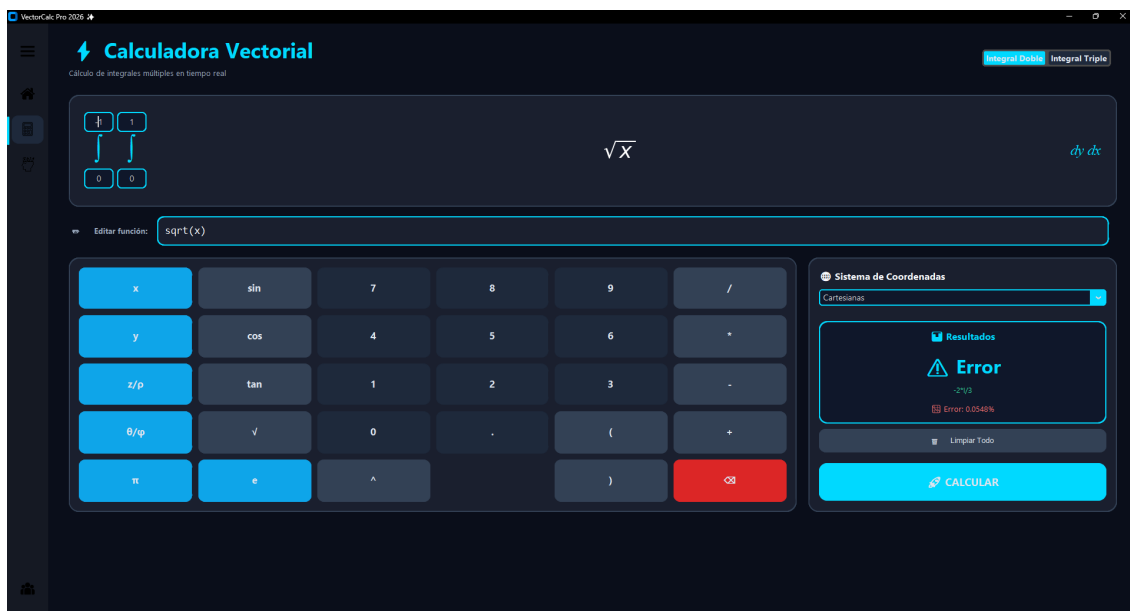 VectorCalc Pro 2026
Calculadora Vectorial
Cálculo de integrales múltiples en tiempo real
Integral Doble Integral Triple
-1 1
∫ ∫ √x dy dx
0 0
Editar función: sqrt(x)
x sin 7 8 9 /
y cos 4 5 6 *
z/ρ tan 1 2 3 -
θ/φ √ 0 . ( +
π e ^ ) ⌫
Sistema de Coordenadas
Cartesianas
Resultados
Error
-2*I/3
Error: 0.0548%
Limpiar Todo
CALCULAR